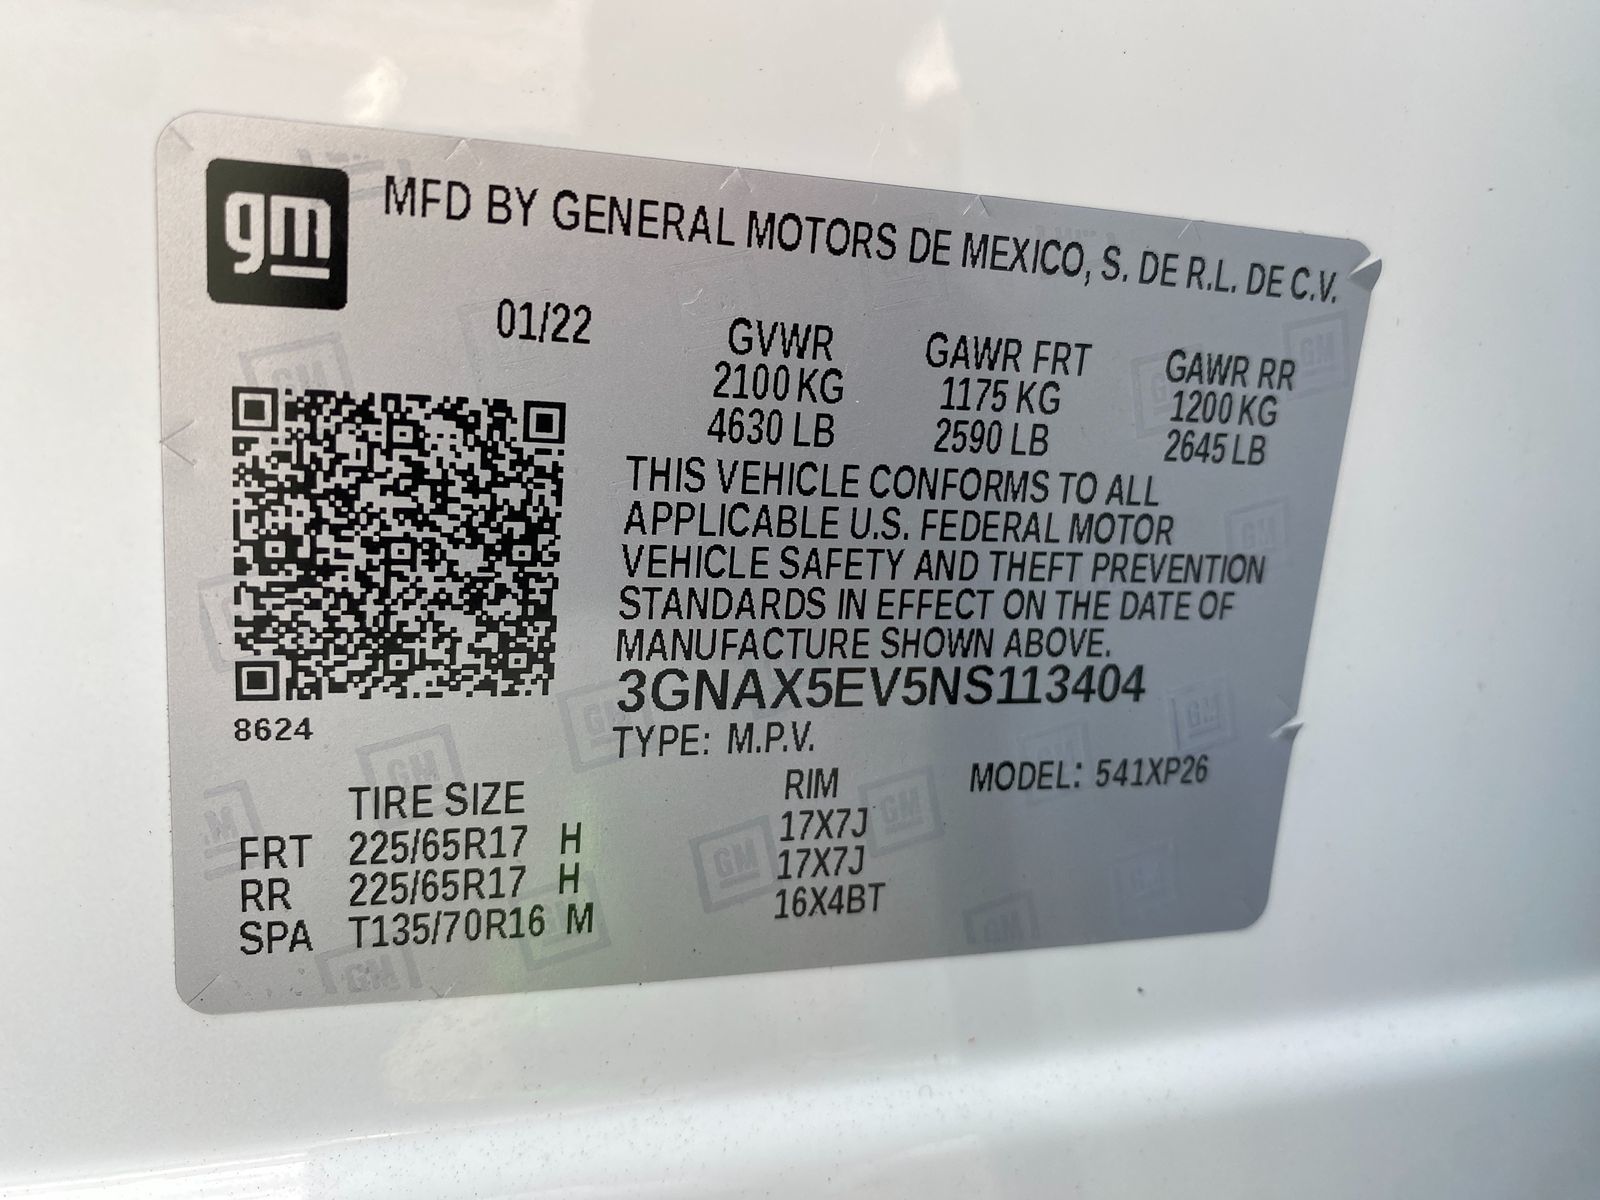 gm
MFD BY GENERAL MOTORS DE MEXICO, S. DE R.L. DE C.V.
01/22
GVWR GAWR FRT GAWR RR
2100 KG 1175 KG 1200 KG
4630 LB 2590 LB 2645 LB
THIS VEHICLE CONFORMS TO ALL
APPLICABLE U.S. FEDERAL MOTOR
VEHICLE SAFETY AND THEFT PREVENTION
STANDARDS IN EFFECT ON THE DATE OF
MANUFACTURE SHOWN ABOVE.
3GNAX5EV5NS113404
8624
TYPE: M.P.V.
MODEL: 541XP26
TIRE SIZE RIM
FRT 225/65R17 H 17X7J
RR 225/65R17 H 17X7J
SPA T135/70R16 M 16X4BT